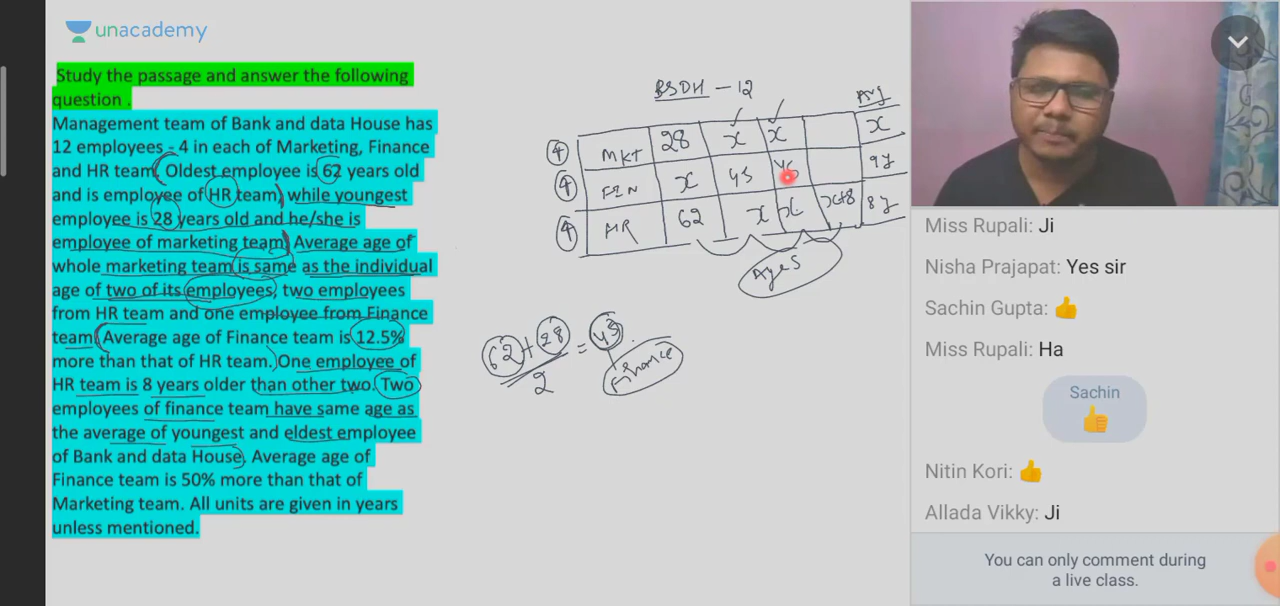 unacademy
Study the passage and answer the following
question .
Management team of Bank and data House has
12 employees - 4 in each of Marketing, Finance
and HR team. Oldest employee is 62 years old
and is employee of HR team, while youngest
employee is 28 years old and he/she is
employee of marketing team. Average age of
whole marketing team is same as the individual
age of two of its employees, two employees
from HR team and one employee from Finance
team. Average age of Finance team is 12.5%
more than that of HR team. One employee of
HR team is 8 years older than other two. Two
employees of finance team have same age as
the average of youngest and eldest employee
of Bank and data House. Average age of
Finance team is 50% more than that of
Marketing team. All units are given in years
unless mentioned.
BSDH - 12
Avg
4 MKT 28 x x x
4 FIN x 45 45 9y
4 HR 62 x x x+8 8y
Ages
62 + 28 = 45
2
Finance
Miss Rupali: Ji
Nisha Prajapat: Yes sir
Sachin Gupta: 👍
Miss Rupali: Ha
Sachin
👍
Nitin Kori: 👍
Allada Vikky: Ji
You can only comment during
a live class.